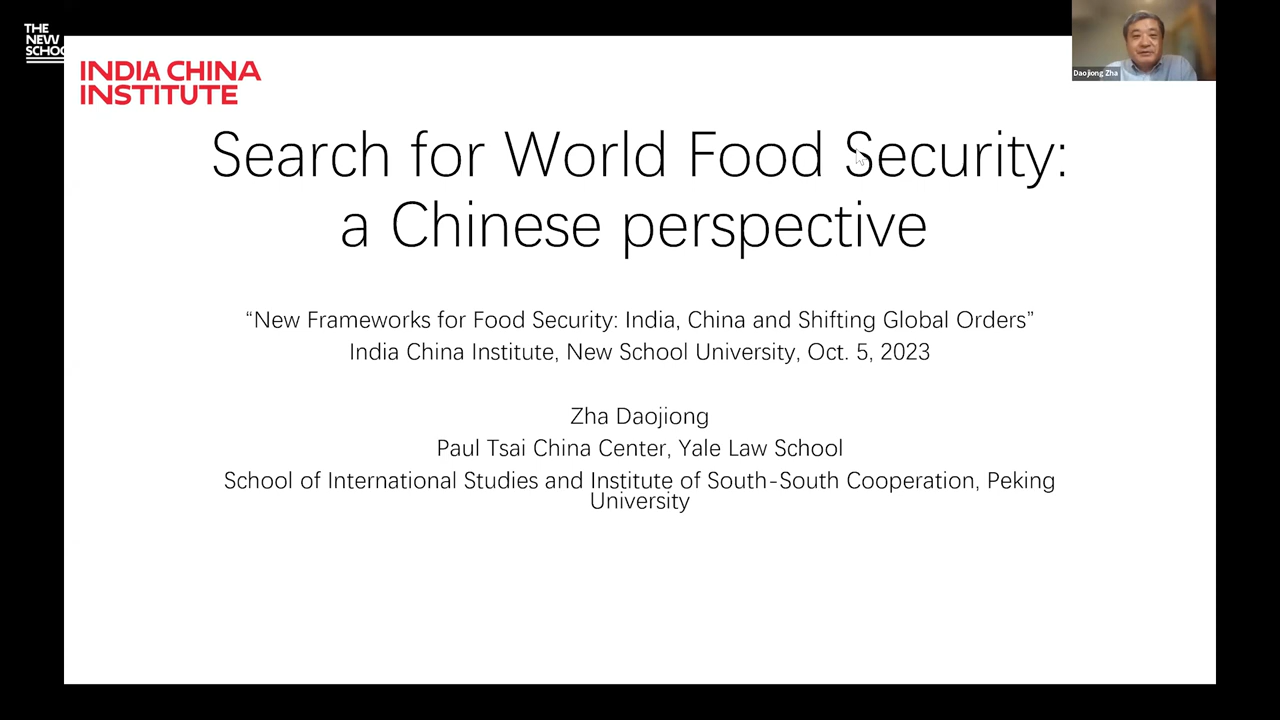 THE
NEW
SCHOO
INDIA CHINA
INSTITUTE
Daojiong Zha
Search for World Food Security:
a Chinese perspective
“New Frameworks for Food Security: India, China and Shifting Global Orders”
India China Institute, New School University, Oct. 5, 2023
Zha Daojiong
Paul Tsai China Center, Yale Law School
School of International Studies and Institute of South-South Cooperation, Peking
University